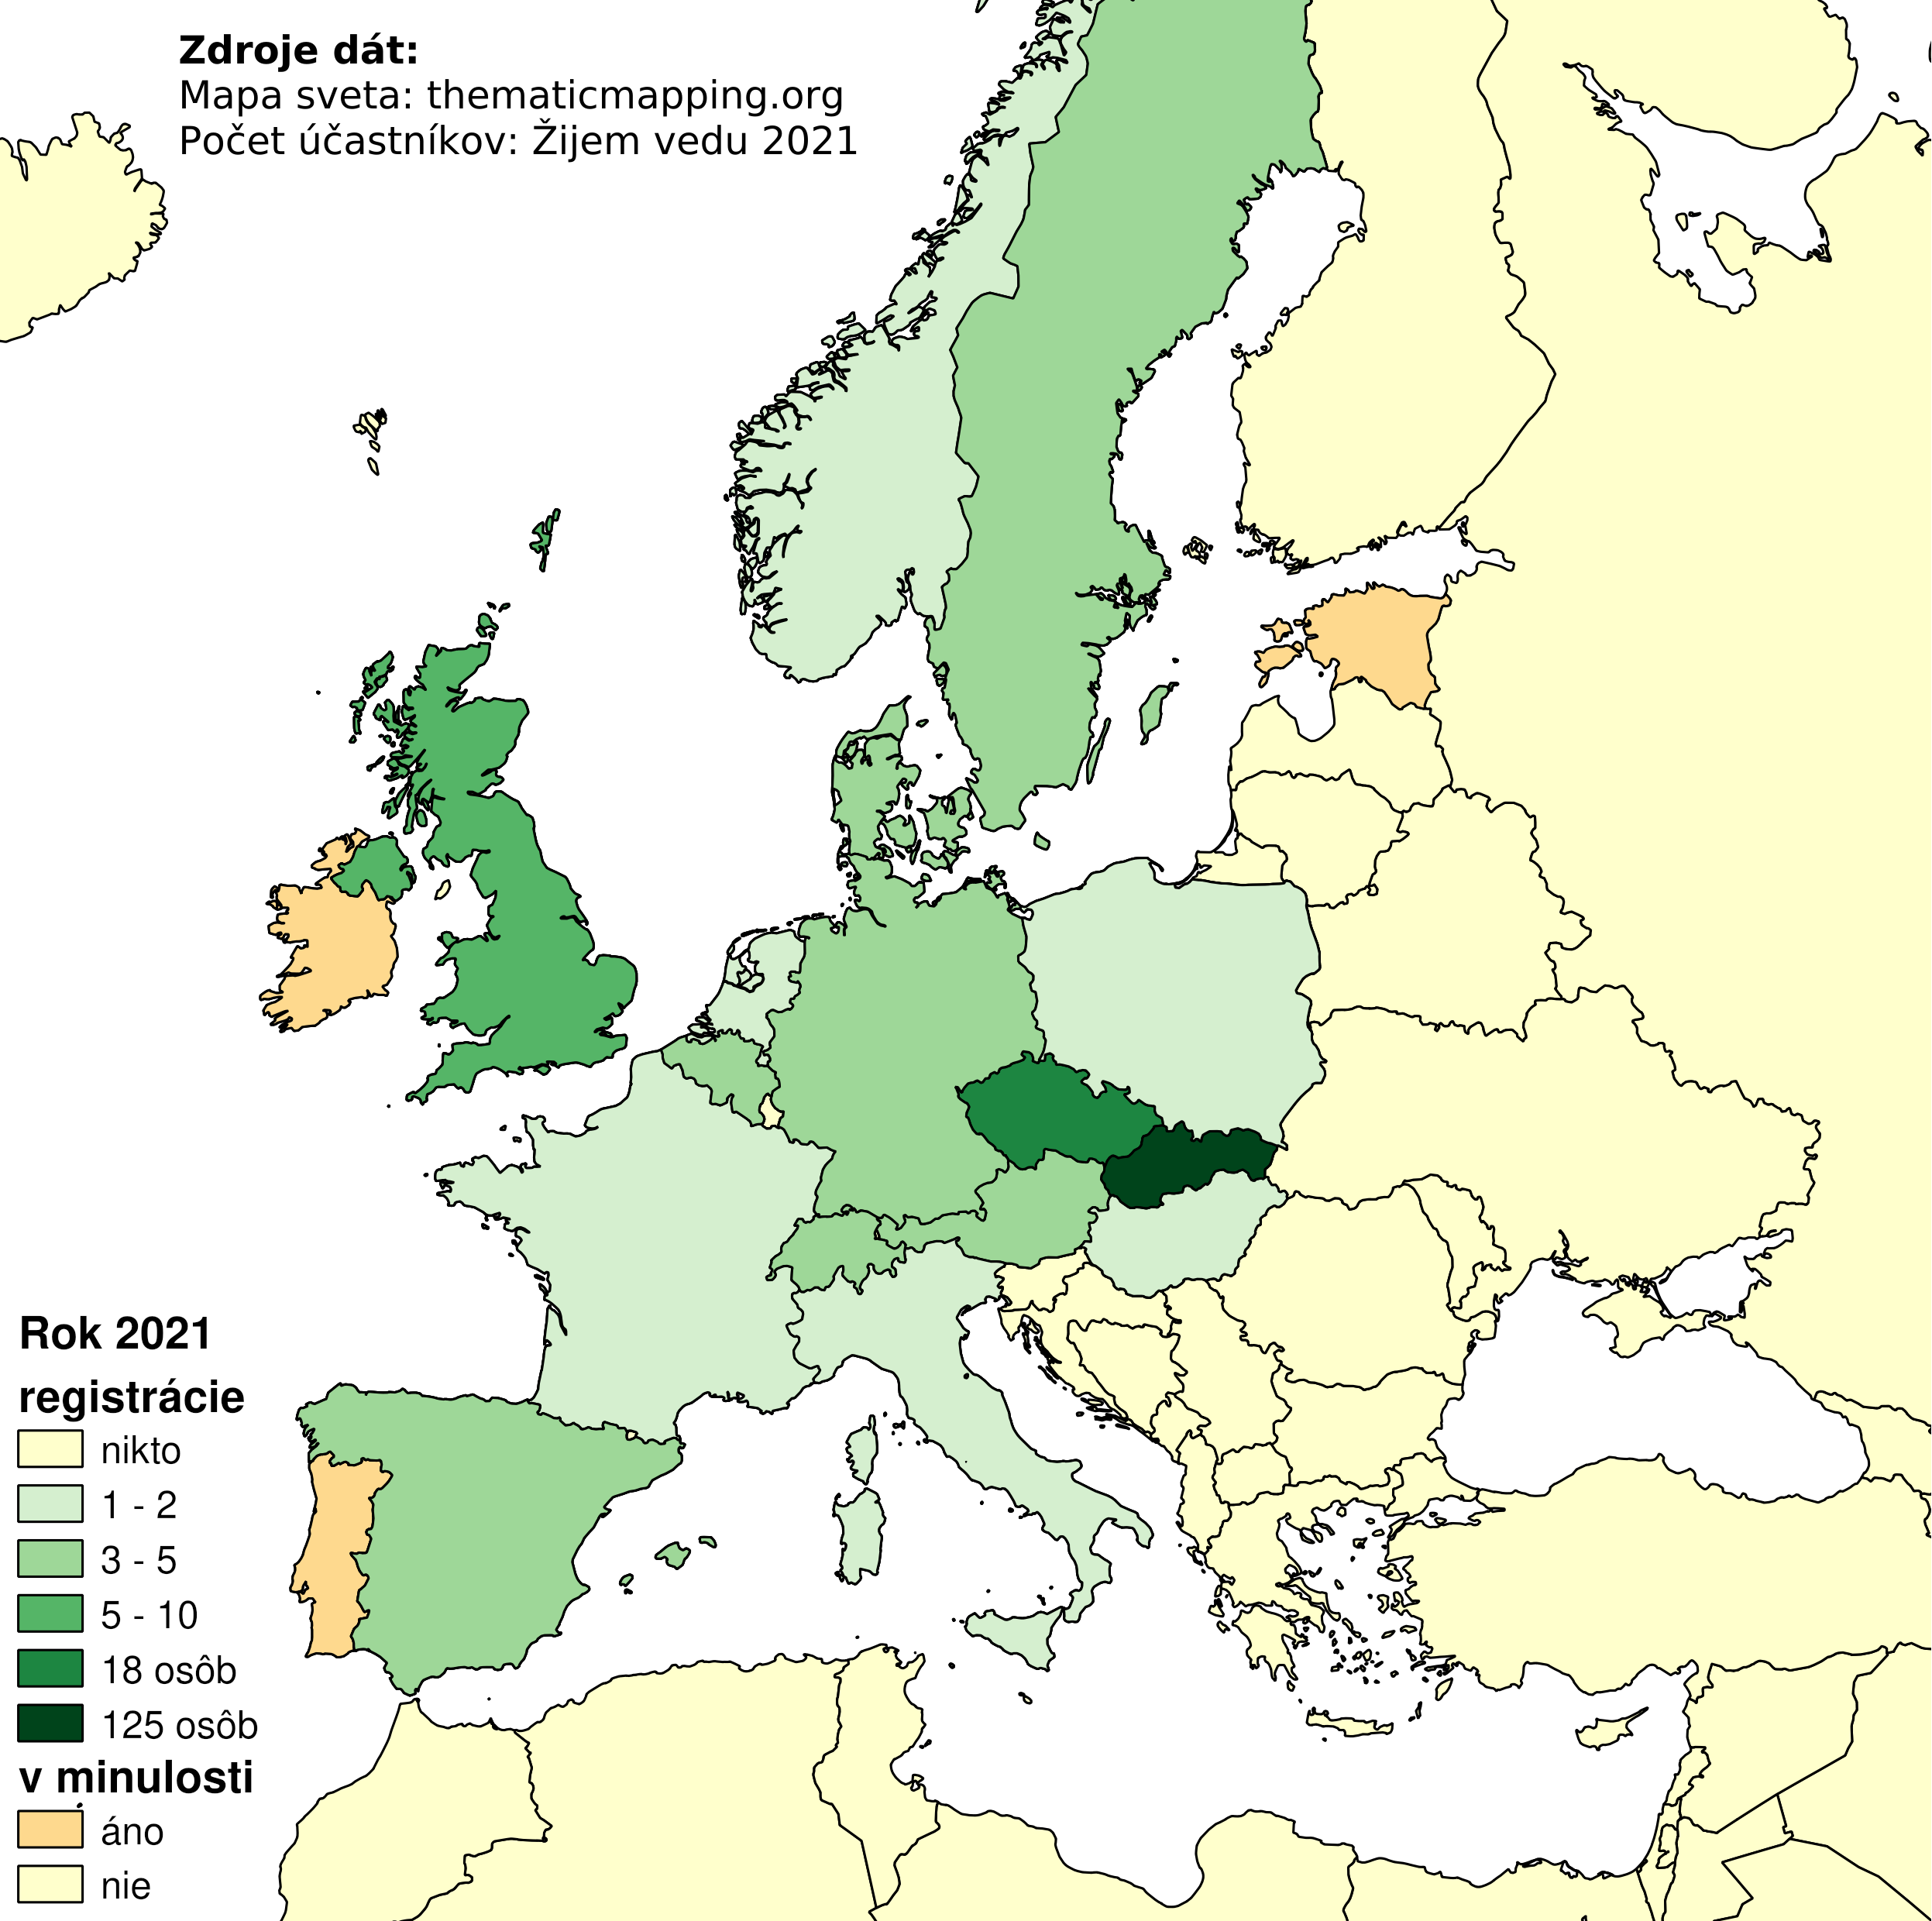 Zdroje dát:
Mapa sveta: thematicmapping.org
Počet účastníkov: Žijem vedu 2021
Rok 2021
registrácie
nikto
1 - 2
3 - 5
5 - 10
18 osôb
125 osôb
v minulosti
áno
nie